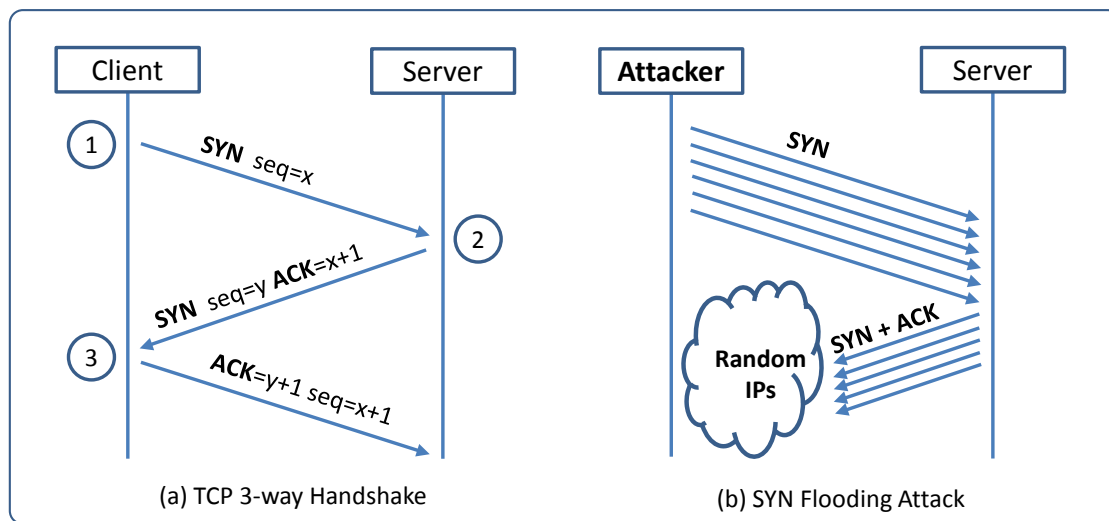 Client
Server
1
SYN seq=x
2
SYN seq=y ACK=x+1
3
ACK=y+1 seq=x+1
(a) TCP 3-way Handshake
Attacker
Server
SYN
SYN + ACK
Random
IPs
(b) SYN Flooding Attack